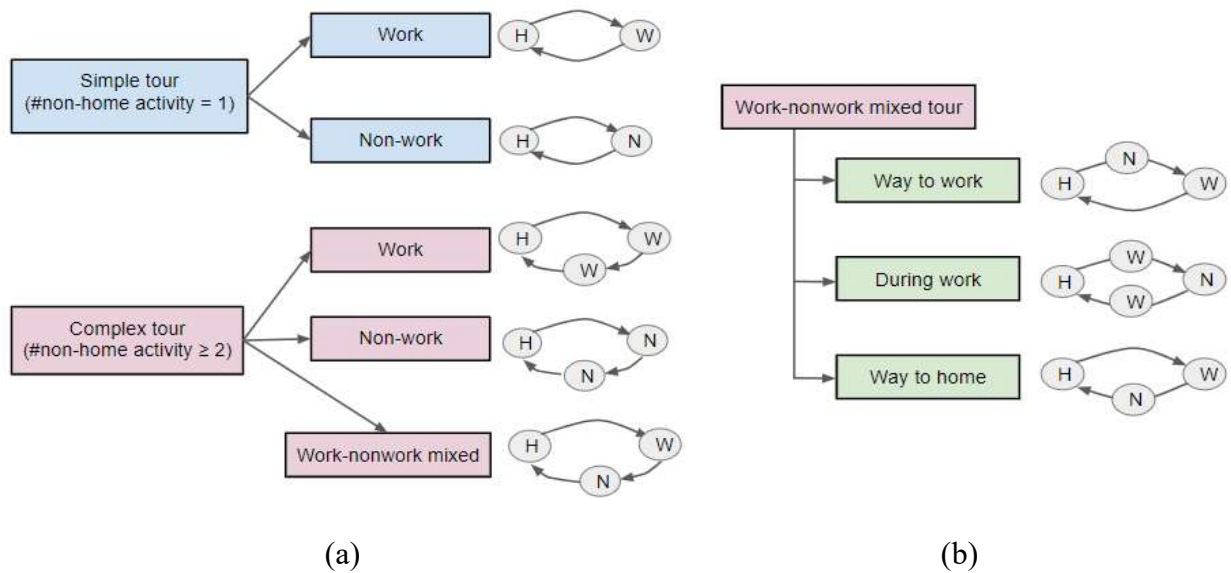 Work
H
W
Simple tour
(#non-home activity = 1)
Non-work
H
N
Work
H
W
W
Complex tour
(#non-home activity ≥ 2)
Non-work
H
N
N
Work-nonwork mixed
H
W
N
(a)
Work-nonwork mixed tour
Way to work
H
N
W
During work
H
W
N
W
Way to home
H
W
N
(b)